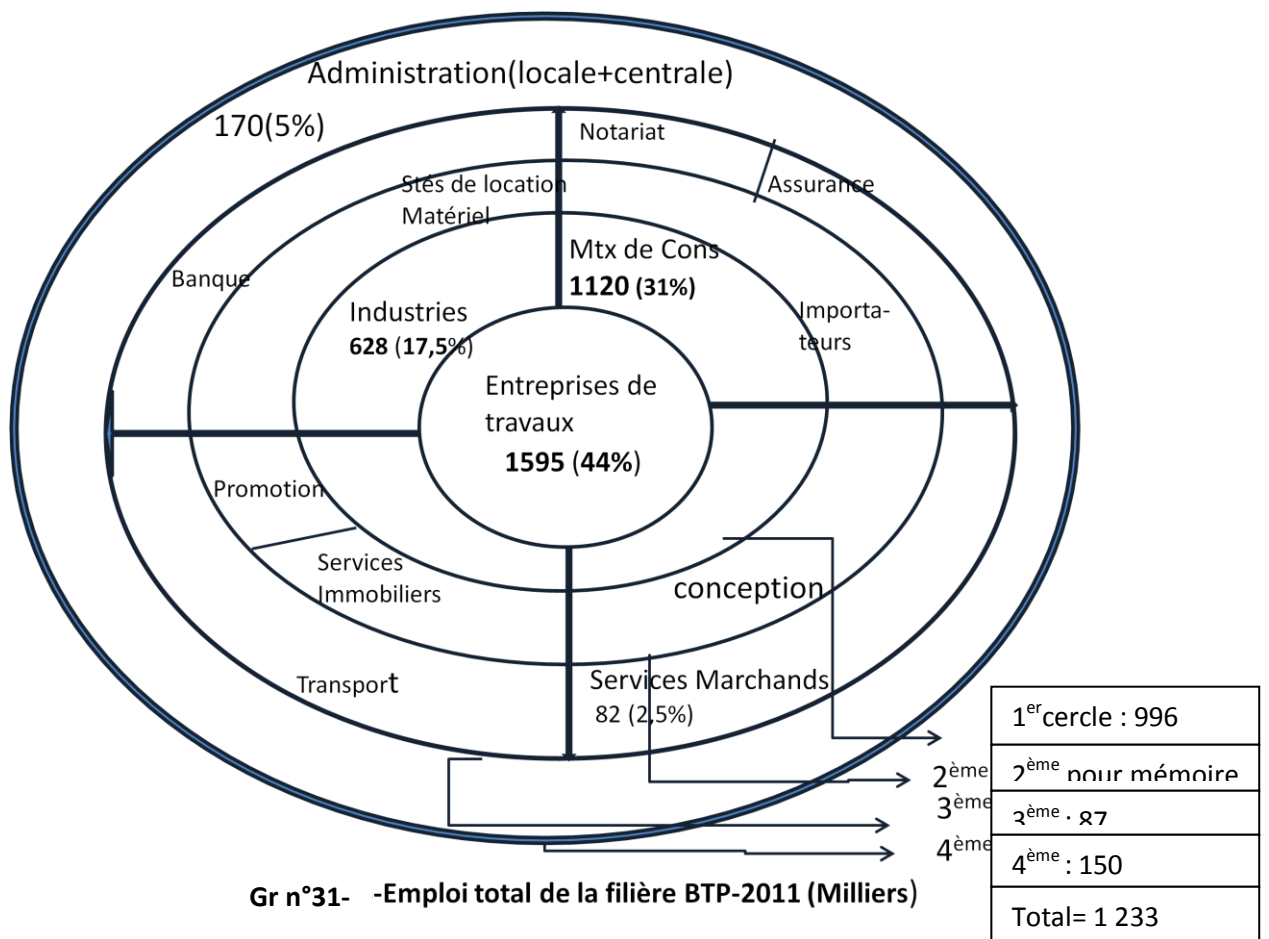 Administration(locale+centrale)
170(5%)
Notariat
Stés de location
Matériel
Assurance
Banque
Mtx de Cons
1120 (31%)
Industries
628 (17,5%)
Importa-
teurs
Entreprises de
travaux
1595 (44%)
Promotion
Services
Immobiliers
conception
Transport
Services Marchands
82 (2,5%)
1er cercle : 996
2ème
2ème pour mémoire
3ème
3ème : 87
4ème
4ème : 150
Total= 1 233
Gr n°31- -Emploi total de la filière BTP-2011 (Milliers)